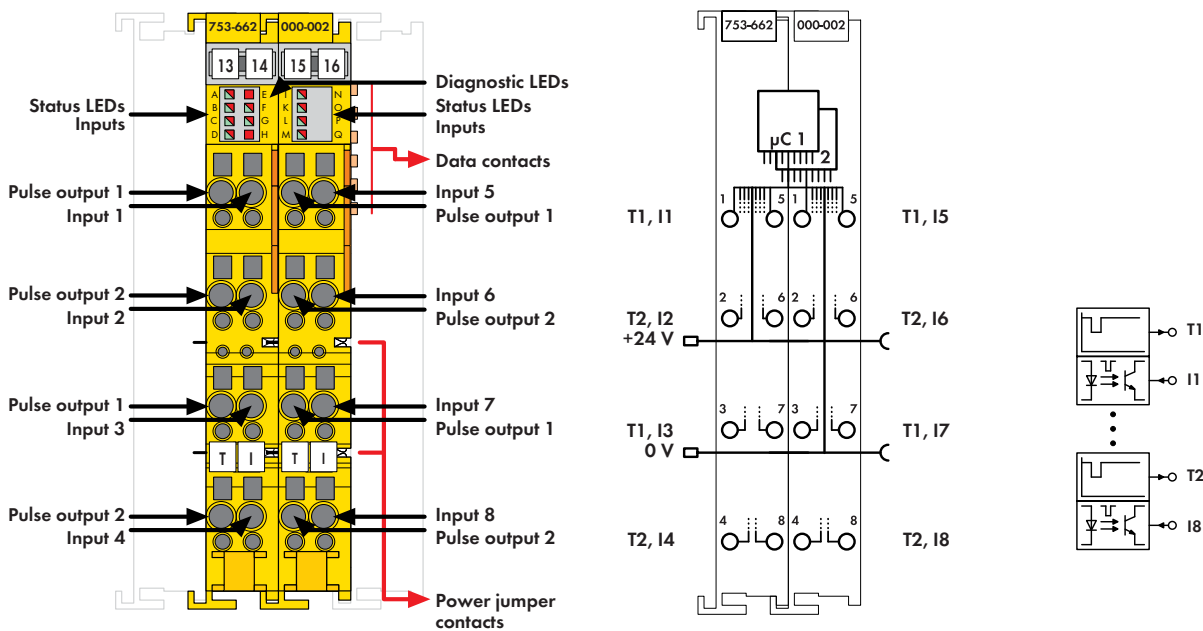 753-662 000-002
13 14 15 16
Diagnostic LEDs
Status LEDs
Inputs
Status LEDs
Inputs
A E I N
B F K O
C G L P
D H M Q
Data contacts
Pulse output 1
Input 1
Input 5
Pulse output 1
Pulse output 2
Input 2
Input 6
Pulse output 2
Pulse output 1
Input 3
Input 7
Pulse output 1
T I T I
Pulse output 2
Input 4
Input 8
Pulse output 2
Power jumper
contacts
753-662 000-002
µC 1
2
1 5 1 5
T1, I1
T1, I5
2 6 2 6
T2, I2
T2, I6
+24 V
3 7 3 7
T1, I3
T1, I7
0 V
4 8 4 8
T2, I4
T2, I8
T1
I1
T2
I8